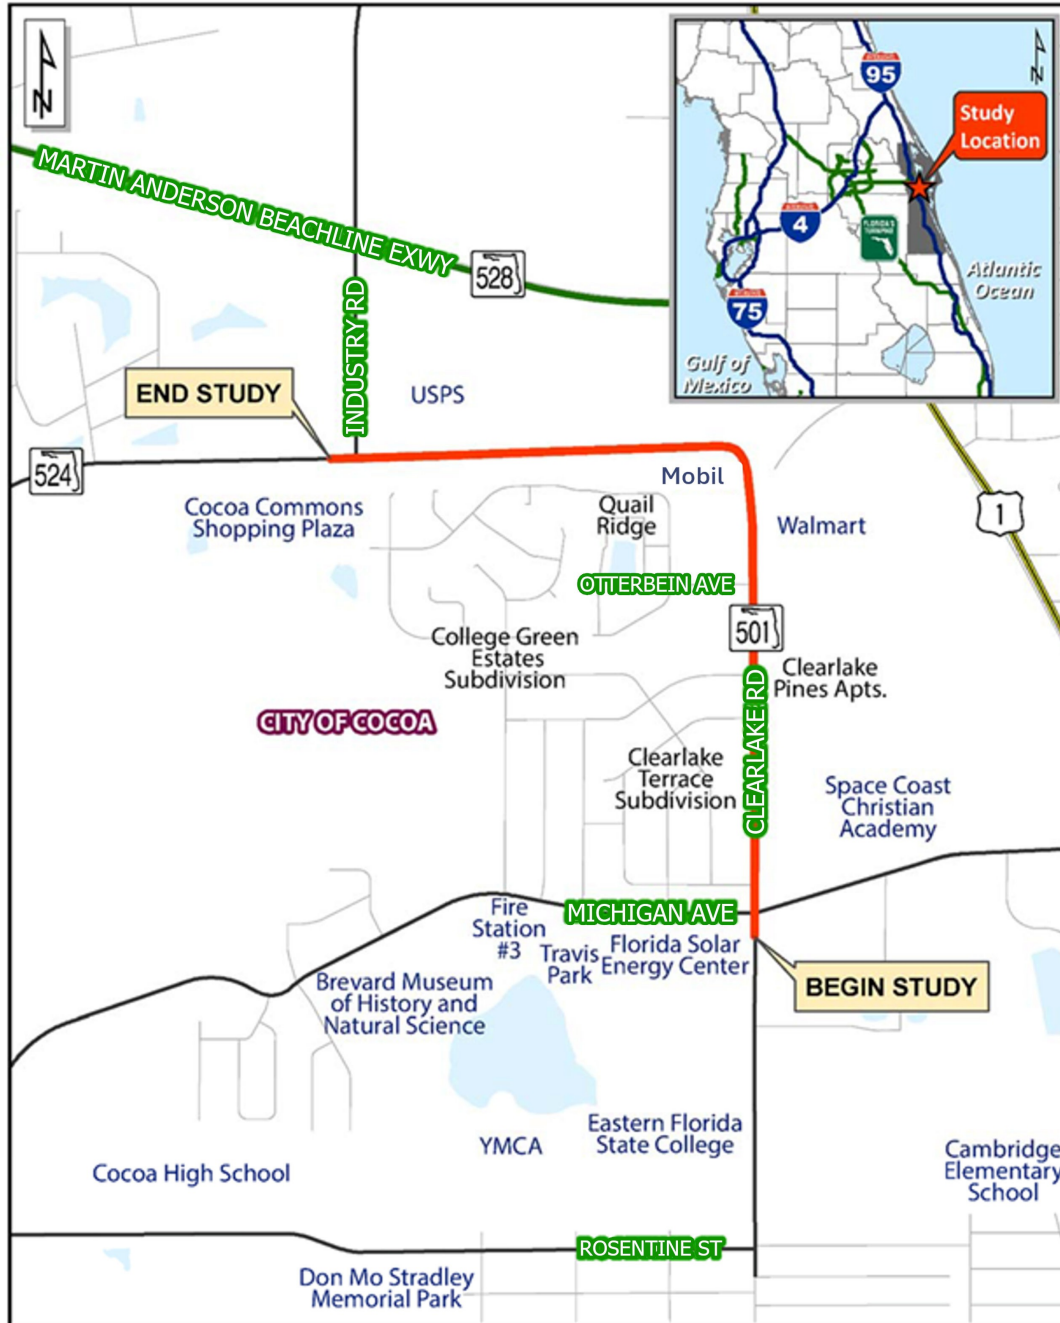 N
MARTIN ANDERSON BEACHLINE EXWY
528
INDUSTRY RD
END STUDY
USPS
524
Mobil
Cocoa Commons
Shopping Plaza
Quail
Ridge
Walmart
1
OTTERBEIN AVE
501
College Green
Estates
Subdivision
Clearlake
Pines Apts.
CITY OF COCOA
CLEARLAKE RD
Clearlake
Terrace
Subdivision
Space Coast
Christian
Academy
MICHIGAN AVE
Fire
Station
#3
Travis
Park
Florida Solar
Energy Center
BEGIN STUDY
Brevard Museum
of History and
Natural Science
Eastern Florida
State College
YMCA
Cocoa High School
Cambridge
Elementary
School
ROSENTINE ST
Don Mo Stradley
Memorial Park
N
95
Study
Location
4
FLORIDA'S
TURNPIKE
Atlantic
Ocean
75
Gulf of
Mexico